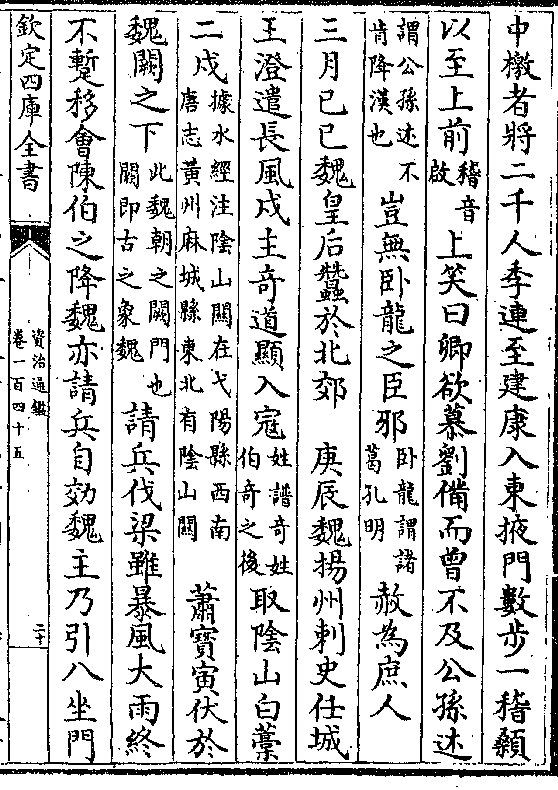 中檄者將二千人季連至建康入東掖門數步一稽顙
以至上前稽音啟上笑曰卿欲慕劉備而曾不及公孫述
謂公孫述不肯降漢也豈無卧龍之臣邪卧龍謂諸葛孔明赦為庶人
三月已巳魏皇后蠶於北郊　庚辰魏揚州刺史任城
王澄遣長風戍主奇道顯入寇姓譜奇姓伯奇之後取陰山白藁
二戍據水經注陰山關在弋陽縣西南唐志黃州麻城縣東北有陰山關　蕭寶寅伏於
魏闕之下此魏朝之闕門也闕即古之象魏請兵伐梁雖暴風大雨終
不蹔移會陳伯之降魏亦請兵自効魏主乃引八坐門
欽定四庫全書
資治通鑑
卷一百四十五
二十